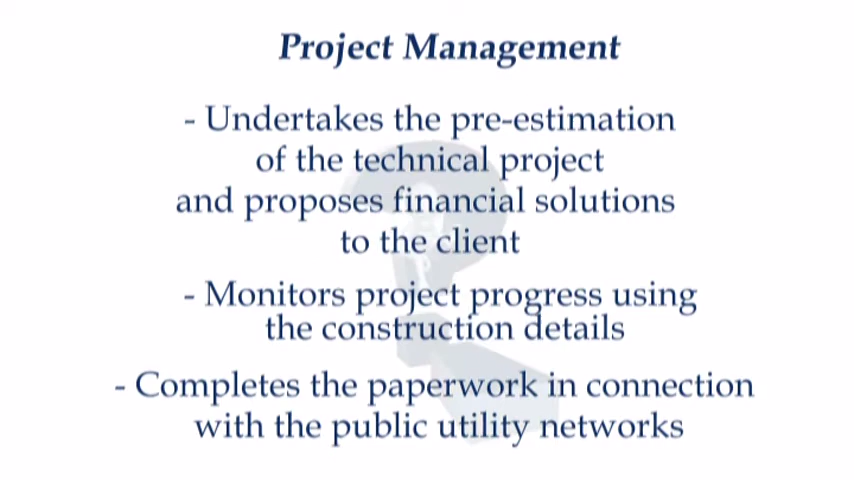 Project Management
- Undertakes the pre-estimation
of the technical project
and proposes financial solutions
to the client
- Monitors project progress using
the construction details
- Completes the paperwork in connection
with the public utility networks